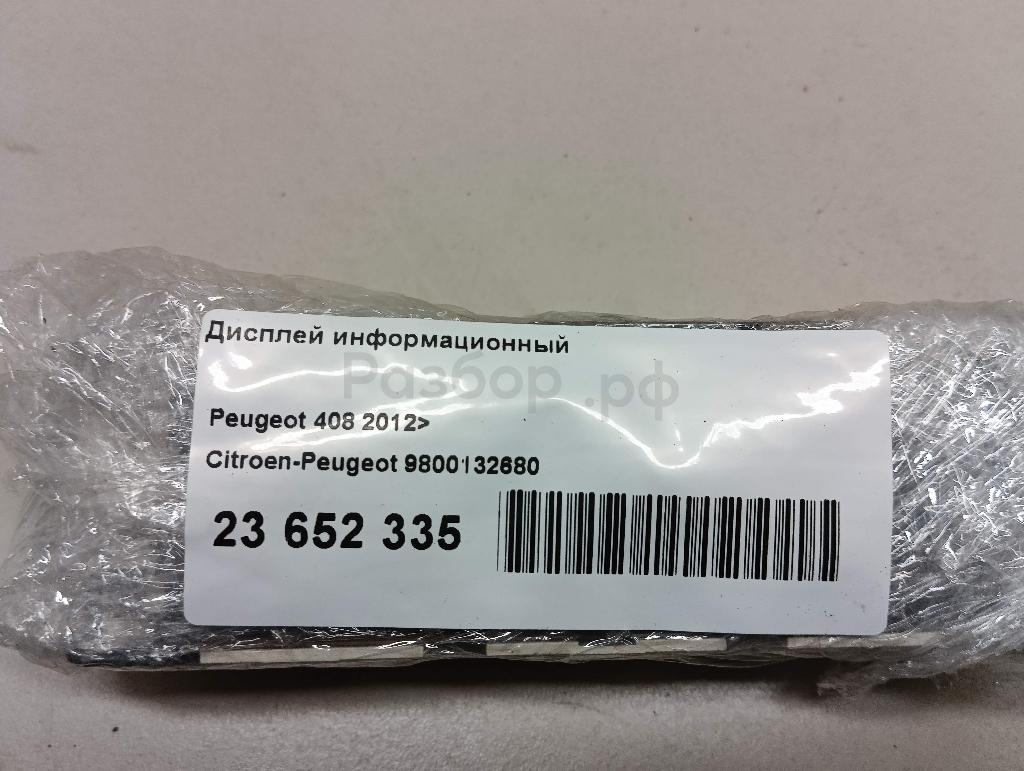 Дисплей информационный
Разбор.рф
Peugeot 408 2012>
Citroen-Peugeot 9800132680
23 652 335